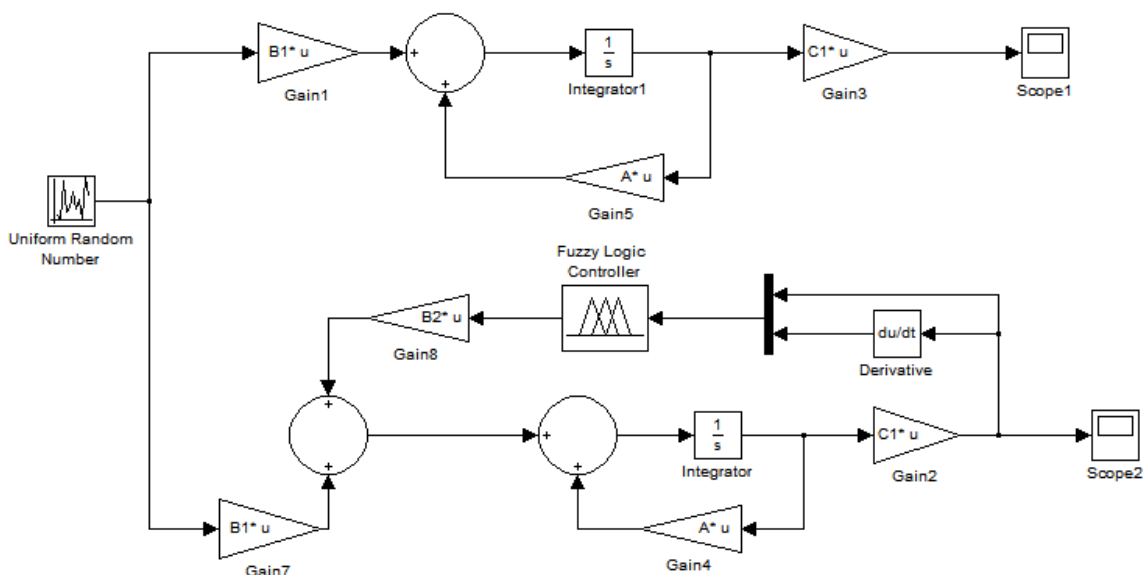 B1* u
Gain1
+
+
1
s
Integrator1
C1* u
Gain3
Scope1
A* u
Gain5
Uniform Random
Number
Fuzzy Logic
Controller
B2* u
Gain8
du/dt
Derivative
+
+
+
+
1
s
Integrator
C1* u
Gain2
Scope2
B1* u
Gain7
A* u
Gain4